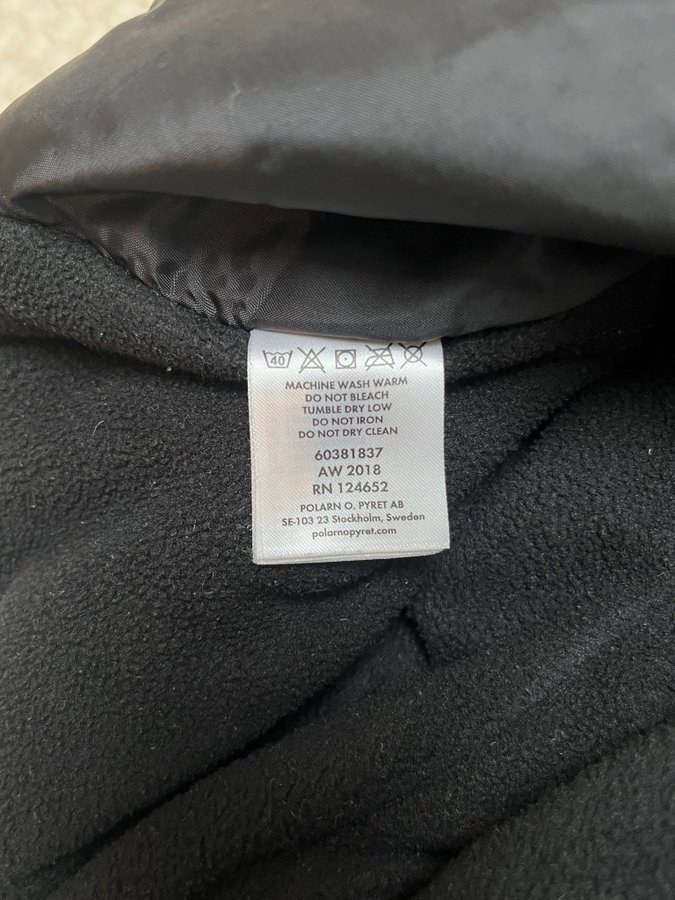 40
MACHINE WASH WARM
DO NOT BLEACH
TUMBLE DRY LOW
DO NOT IRON
DO NOT DRY CLEAN
60381837
AW 2018
RN 124652
POLARN O. PYRET AB
SE-103 23 Stockholm, Sweden
polarnopyret.com